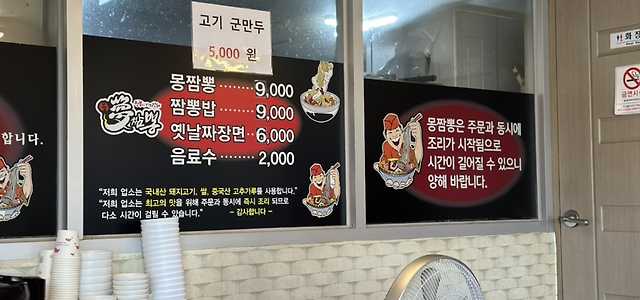 고기 군만두
5,000 원
몽짬뽕 ········ 9,000
짬뽕밥 ········ 9,000
옛날짜장면 ···· 6,000
음료수 ········ 2,000
"저희 업소는 국내산 돼지고기, 쌀, 중국산 고추가루를 사용합니다."
"저희 업소는 최고의 맛을 위해 주문과 동시에 즉시 조리 되므로
다소 시간이 걸릴 수 있습니다."
- 감사합니다 -
합니다.
몽짬뽕은 주문과 동시에
조리가 시작됨으로
시간이 길어질 수 있으니
양해 바랍니다.
화장